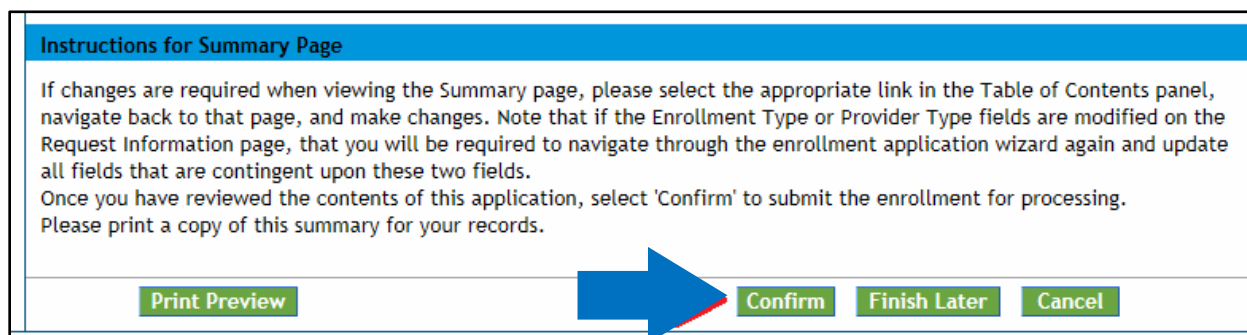 Instructions for Summary Page
If changes are required when viewing the Summary page, please select the appropriate link in the Table of Contents panel,
navigate back to that page, and make changes. Note that if the Enrollment Type or Provider Type fields are modified on the
Request Information page, that you will be required to navigate through the enrollment application wizard again and update
all fields that are contingent upon these two fields.
Once you have reviewed the contents of this application, select 'Confirm' to submit the enrollment for processing.
Please print a copy of this summary for your records.
Print Preview Confirm Finish Later Cancel